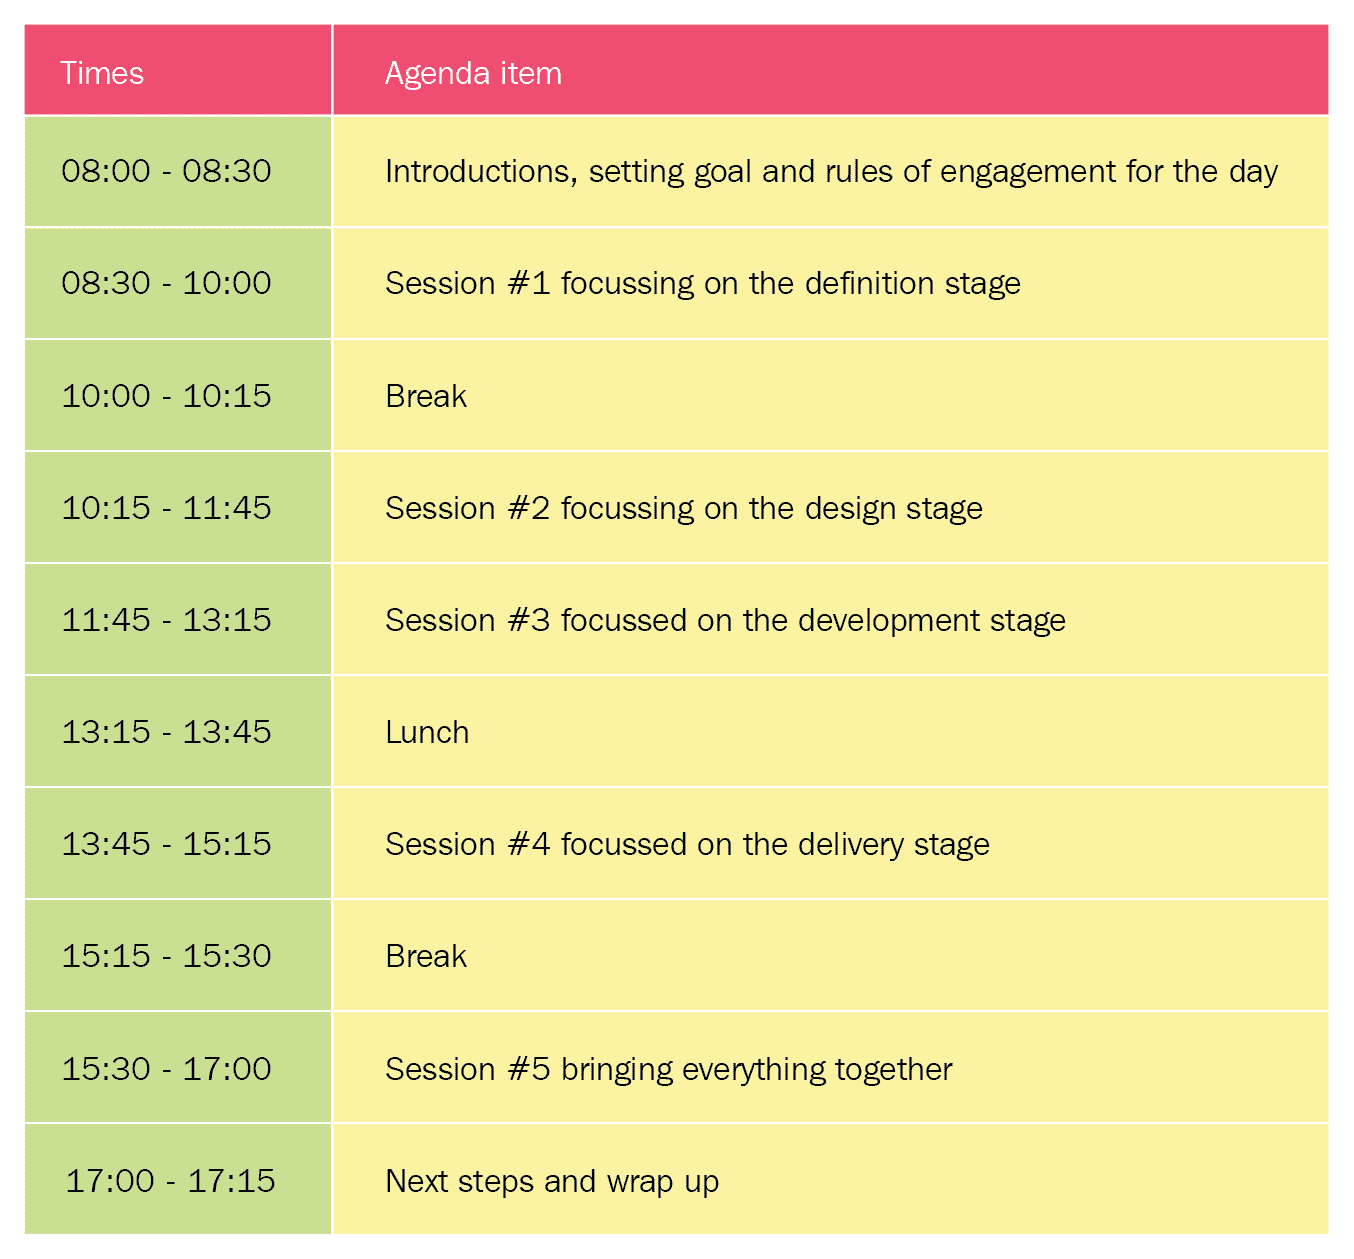 Times Agenda item
08:00 - 08:30 Introductions, setting goal and rules of engagement for the day
08:30 - 10:00 Session #1 focussing on the definition stage
10:00 - 10:15 Break
10:15 - 11:45 Session #2 focussing on the design stage
11:45 - 13:15 Session #3 focussed on the development stage
13:15 - 13:45 Lunch
13:45 - 15:15 Session #4 focussed on the delivery stage
15:15 - 15:30 Break
15:30 - 17:00 Session #5 bringing everything together
17:00 - 17:15 Next steps and wrap up